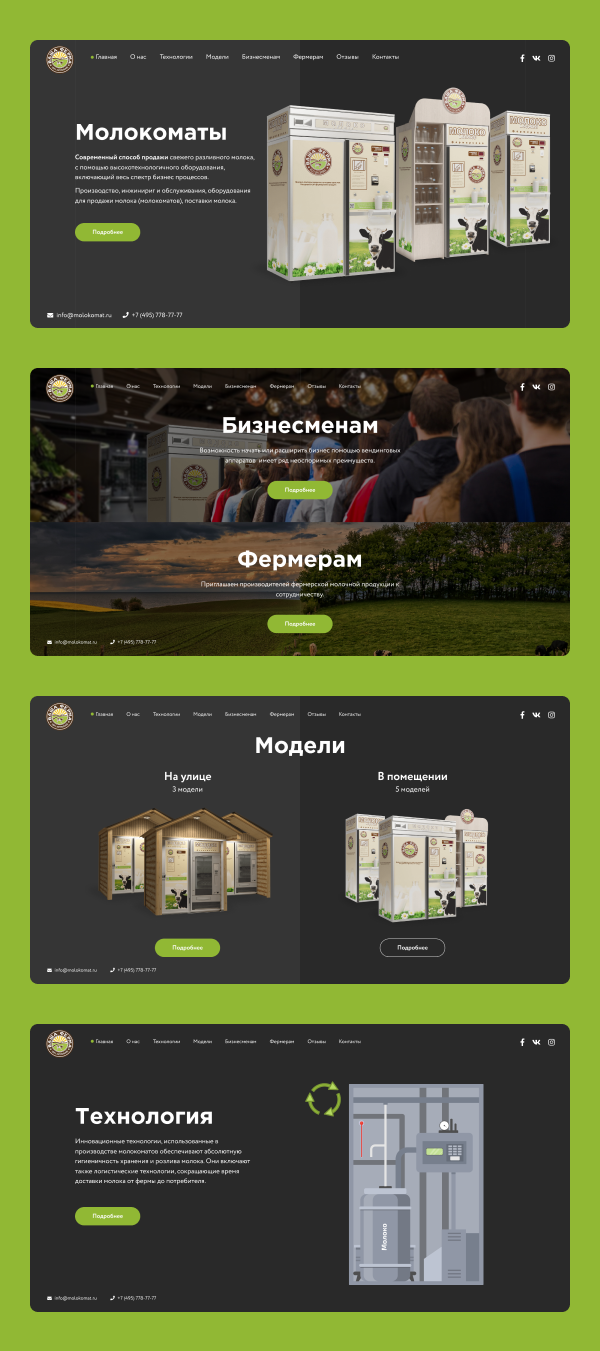 Главная О нас Технологии Модели Бизнесменам Фермерам Отзывы Контакты
Молокоматы
Современный способ продажи свежего разливного молока,
с помощью высокотехнологичного оборудования,
включающий весь спектр бизнес процессов.
Производство, инжиниринг и обслуживания, оборудования
для продажи молока (молокоматов), поставки молока.
Подробнее
МОЛОКО
МОЛОКО
info@molokomat.ru +7 (495) 778-77-77
Главная О нас Технологии Модели Бизнесменам Фермерам Отзывы Контакты
Бизнесменам
Возможность начать или расширить бизнес помощью вендинговых
аппаратов имеет ряд неоспоримых преимуществ.
Подробнее
Фермерам
Приглашаем производителей фермерской молочной продукции к
сотрудничеству.
Подробнее
info@molokomat.ru +7 (495) 778-77-77
Главная О нас Технологии Модели Бизнесменам Фермерам Отзывы Контакты
Модели
На улице
3 модели
В помещении
5 моделей
Подробнее
Подробнее
info@molokomat.ru +7 (495) 778-77-77
Главная О нас Технологии Модели Бизнесменам Фермерам Отзывы Контакты
Технология
Инновационные технологии, использованные в
производстве молокоматов обеспечивают абсолютную
гигиеничность хранения и розлива молока. Они включают
также логистические технологии, сокращающие время
доставки молока от фермы до потребителя.
Подробнее
Молоко
info@molokomat.ru +7 (495) 778-77-77